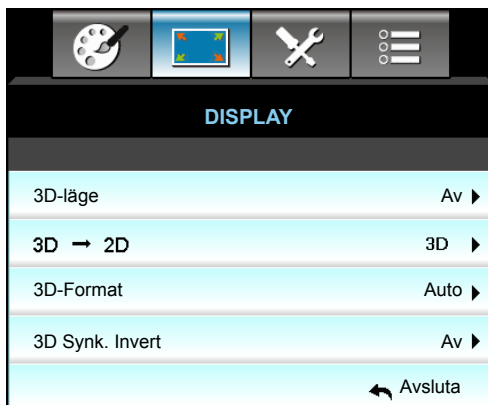 DISPLAY
3D-läge Av
3D → 2D 3D
3D-Format Auto
3D Synk. Invert Av
Avsluta